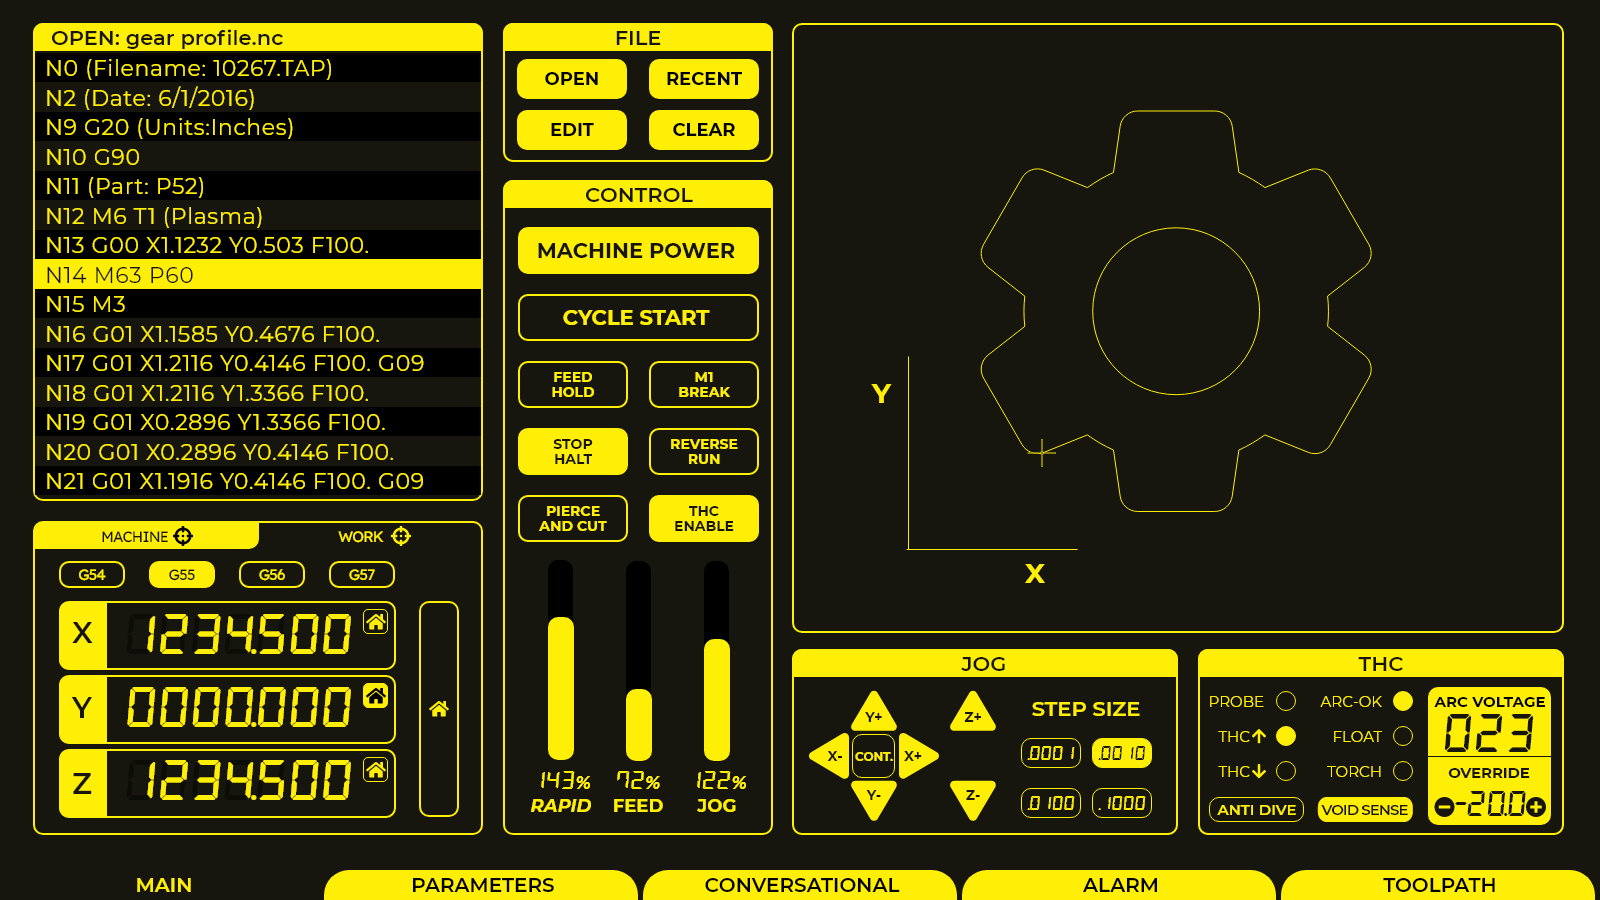 OPEN: gear profile.nc
N0 (Filename: 10267.TAP)
N2 (Date: 6/1/2016)
N9 G20 (Units:Inches)
N10 G90
N11 (Part: P52)
N12 M6 T1 (Plasma)
N13 G00 X1.1232 Y0.503 F100.
N14 M63 P60
N15 M3
N16 G01 X1.1585 Y0.4676 F100.
N17 G01 X1.2116 Y0.4146 F100. G09
N18 G01 X1.2116 Y1.3366 F100.
N19 G01 X0.2896 Y1.3366 F100.
N20 G01 X0.2896 Y0.4146 F100.
N21 G01 X1.1916 Y0.4146 F100. G09
MACHINE
WORK
G54
G55
G56
G57
X
1234.500
Y
0000.000
Z
1234.500
FILE
OPEN
RECENT
EDIT
CLEAR
CONTROL
MACHINE POWER
CYCLE START
FEED
HOLD
M1
BREAK
STOP
HALT
REVERSE
RUN
PIERCE
AND CUT
THC
ENABLE
143%
72%
122%
RAPID
FEED
JOG
Y
X
JOG
Y+
X-
CONT.
X+
Y-
Z+
Z-
STEP SIZE
.0001
.0010
.0100
.1000
THC
PROBE
ARC-OK
THC↑
FLOAT
THC↓
TORCH
ANTI DIVE
VOID SENSE
ARC VOLTAGE
023
OVERRIDE
-20.0
MAIN
PARAMETERS
CONVERSATIONAL
ALARM
TOOLPATH